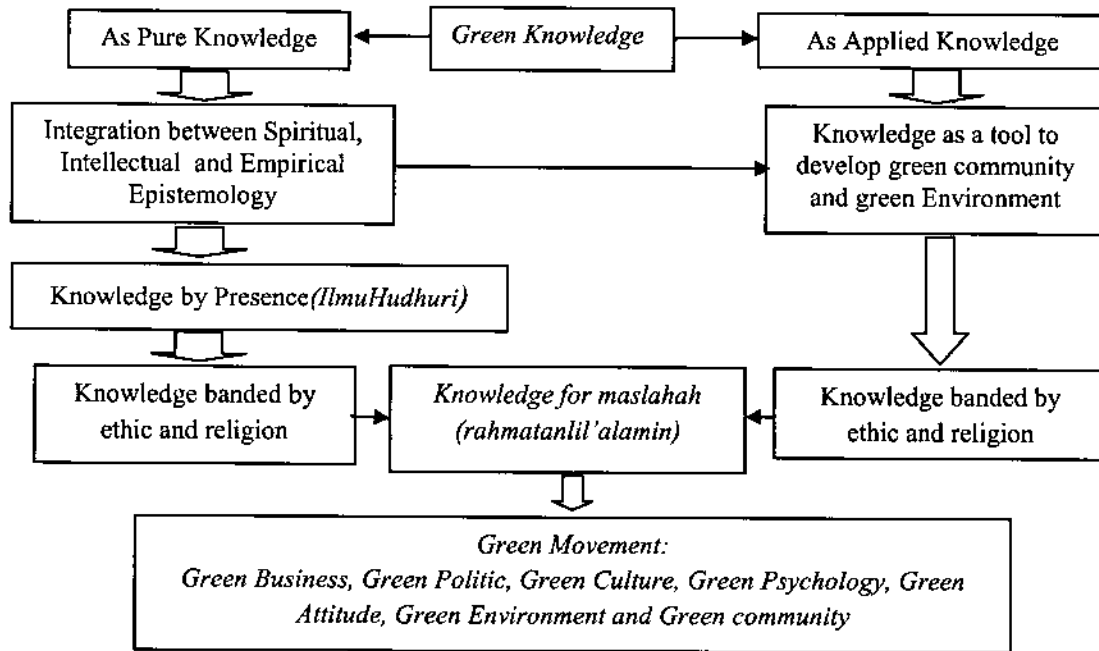 As Pure Knowledge
Green Knowledge
As Applied Knowledge
Integration between Spiritual,
Intellectual and Empirical
Epistemology
Knowledge as a tool to
develop green community
and green Environment
Knowledge by Presence(IlmuHudhuri)
Knowledge banded by
ethic and religion
Knowledge for maslahah
(rahmatanlil'alamin)
Knowledge banded by
ethic and religion
Green Movement:
Green Business, Green Politic, Green Culture, Green Psychology, Green
Attitude, Green Environment and Green community